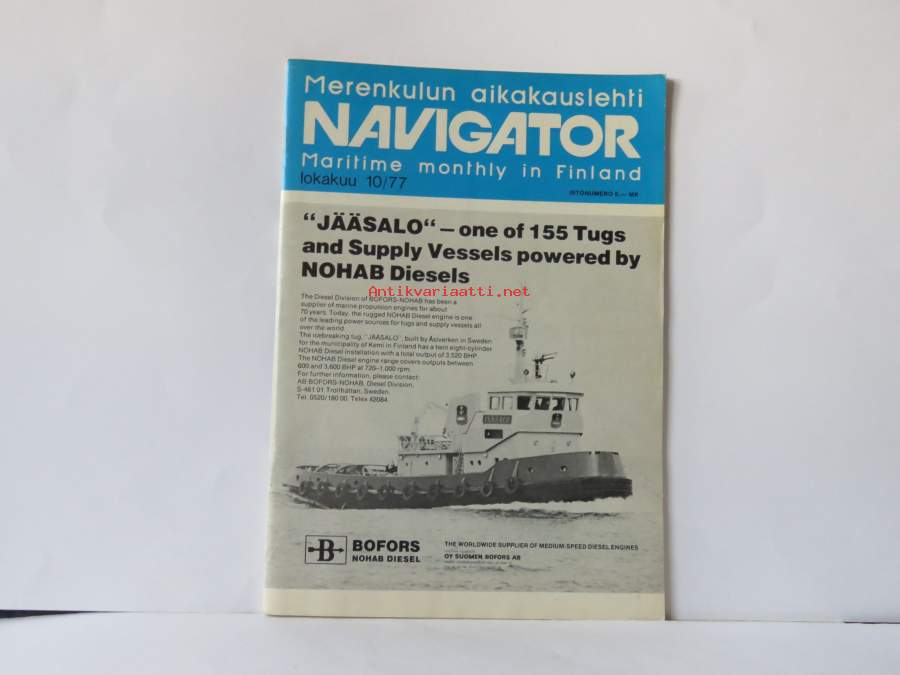 Merenkulun aikakauslehti
NAVIGATOR
Maritime monthly in Finland
lokakuu 10/77
IRTONUMERO 5,— MK
“JÄÄSALO“ – one of 155 Tugs
and Supply Vessels powered by
NOHAB Diesels
Antikvariaatti.net
The Diesel Division of BOFORS-NOHAB has been a
supplier of marine propulsion engines for about
70 years. Today, the rugged NOHAB Diesel engine is one
of the leading power sources for tugs and supply vessels all
over the world.
The icebreaking tug, "JÄÄSALO", built by Åsiverken in Sweden
for the municipality of Kemi in Finland has a twin eight-cylinder
NOHAB Diesel installation with a total output of 3,520 BHP
The NOHAB Diesel engine range covers outputs between
600 and 3,600 BHP at 720–1,000 rpm.
For further information, please contact:
AB BOFORS-NOHAB, Diesel Division,
S-461 01 Trollhättan, Sweden.
Tel. 0520/180 00. Telex 42084.
JÄÄSALO
B
BOFORS
NOHAB DIESEL
THE WORLDWIDE SUPPLIER OF MEDIUM-SPEED DIESEL ENGINES
OY SUOMEN BOFORS AB